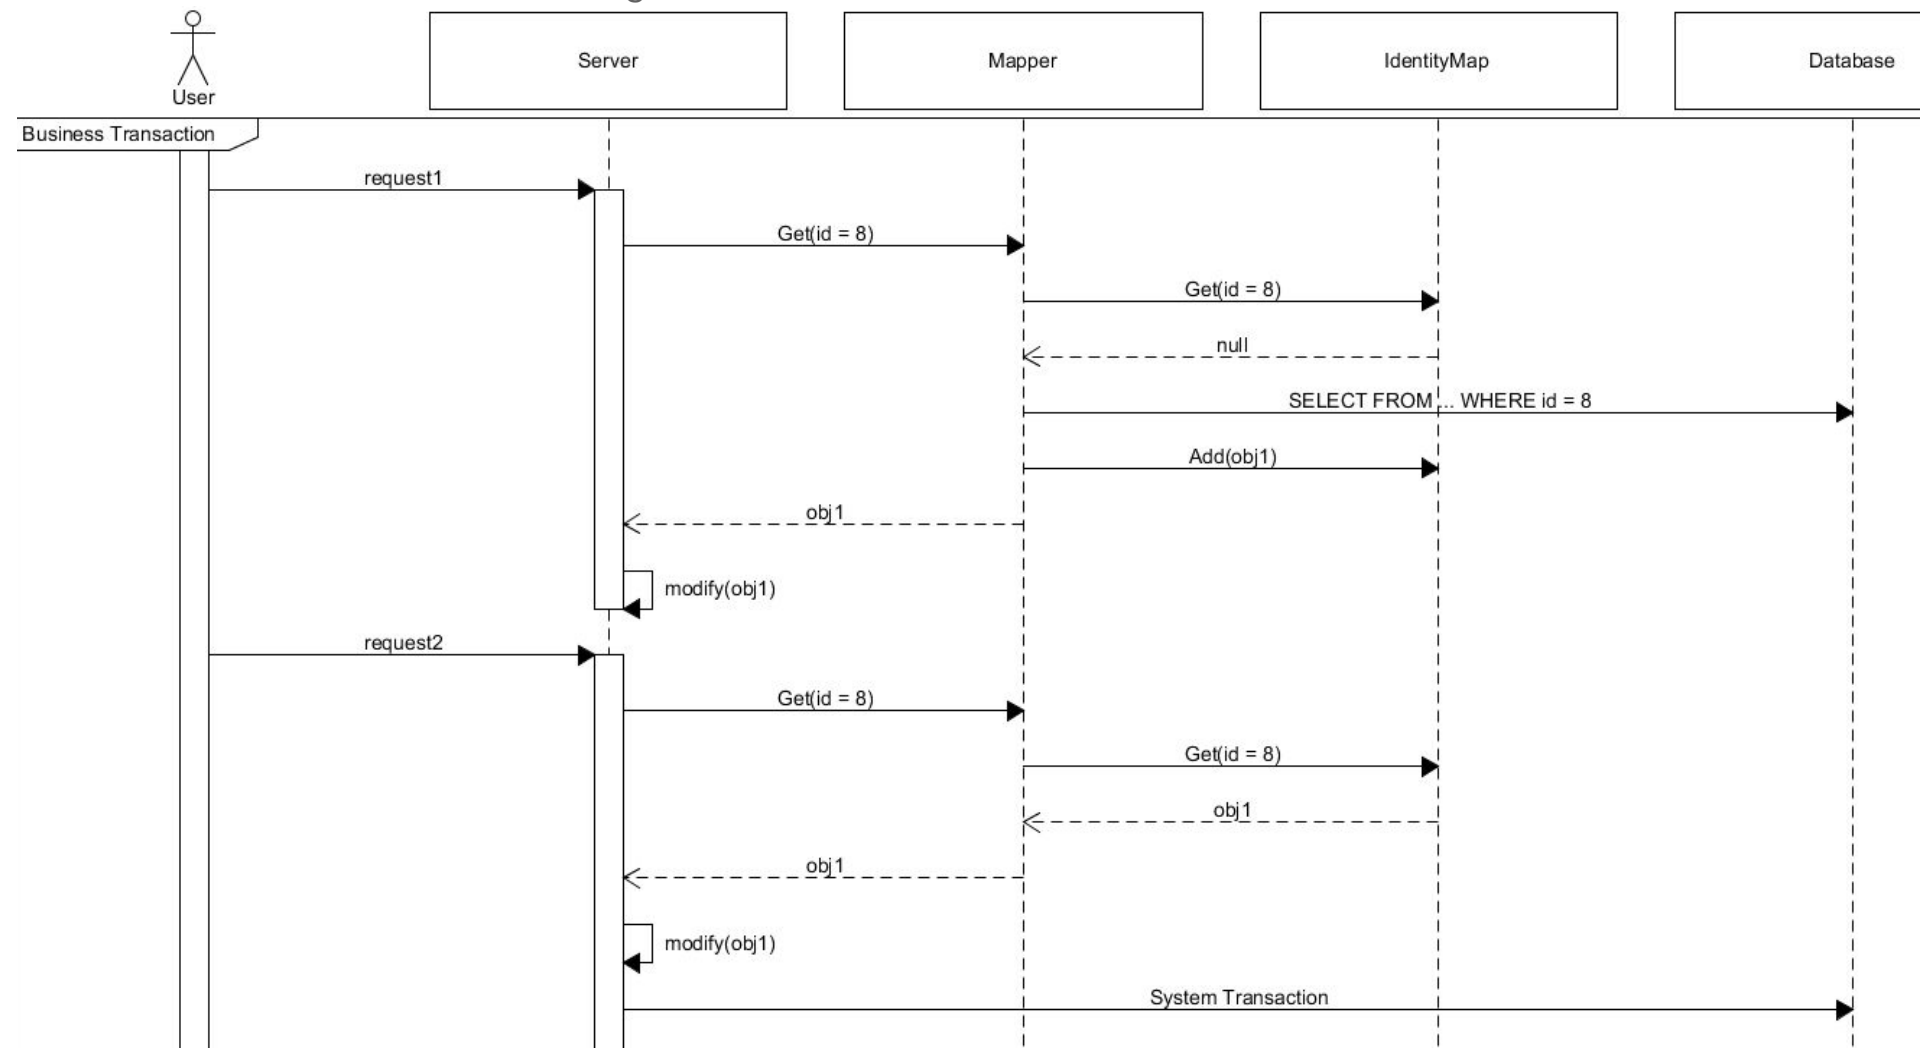 User
Server
Mapper
IdentityMap
Database
Business Transaction
request1
Get(id = 8)
Get(id = 8)
null
SELECT FROM ... WHERE id = 8
Add(obj1)
obj1
modify(obj1)
request2
Get(id = 8)
Get(id = 8)
obj1
obj1
modify(obj1)
System Transaction